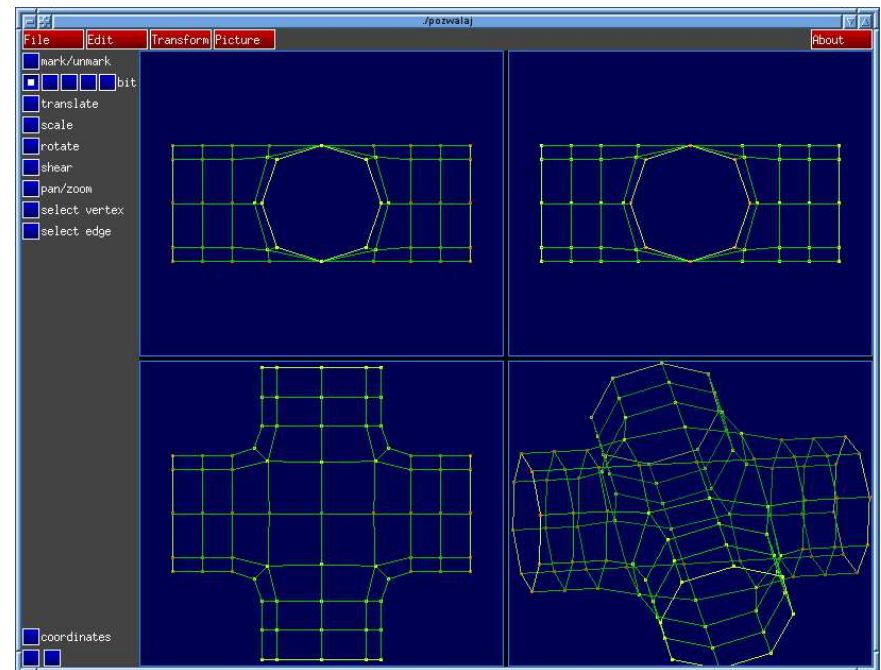 ./pozwalaj
File Edit Transform Picture About
mark/unmark
bit
translate
scale
rotate
shear
pan/zoom
select vertex
select edge
coordinates